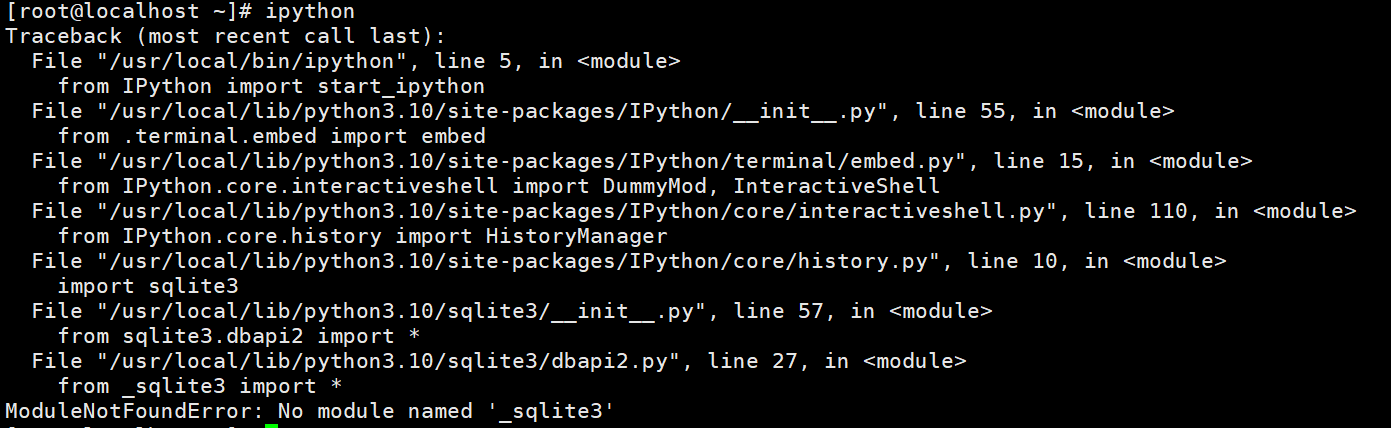 [root@localhost ~]# ipython
Traceback (most recent call last):
  File "/usr/local/bin/ipython", line 5, in <module>
    from IPython import start_ipython
  File "/usr/local/lib/python3.10/site-packages/IPython/__init__.py", line 55, in <module>
    from .terminal.embed import embed
  File "/usr/local/lib/python3.10/site-packages/IPython/terminal/embed.py", line 15, in <module>
    from IPython.core.interactiveshell import DummyMod, InteractiveShell
  File "/usr/local/lib/python3.10/site-packages/IPython/core/interactiveshell.py", line 110, in <module>
    from IPython.core.history import HistoryManager
  File "/usr/local/lib/python3.10/site-packages/IPython/core/history.py", line 10, in <module>
    import sqlite3
  File "/usr/local/lib/python3.10/sqlite3/__init__.py", line 57, in <module>
    from sqlite3.dbapi2 import *
  File "/usr/local/lib/python3.10/sqlite3/dbapi2.py", line 27, in <module>
    from _sqlite3 import *
ModuleNotFoundError: No module named '_sqlite3'